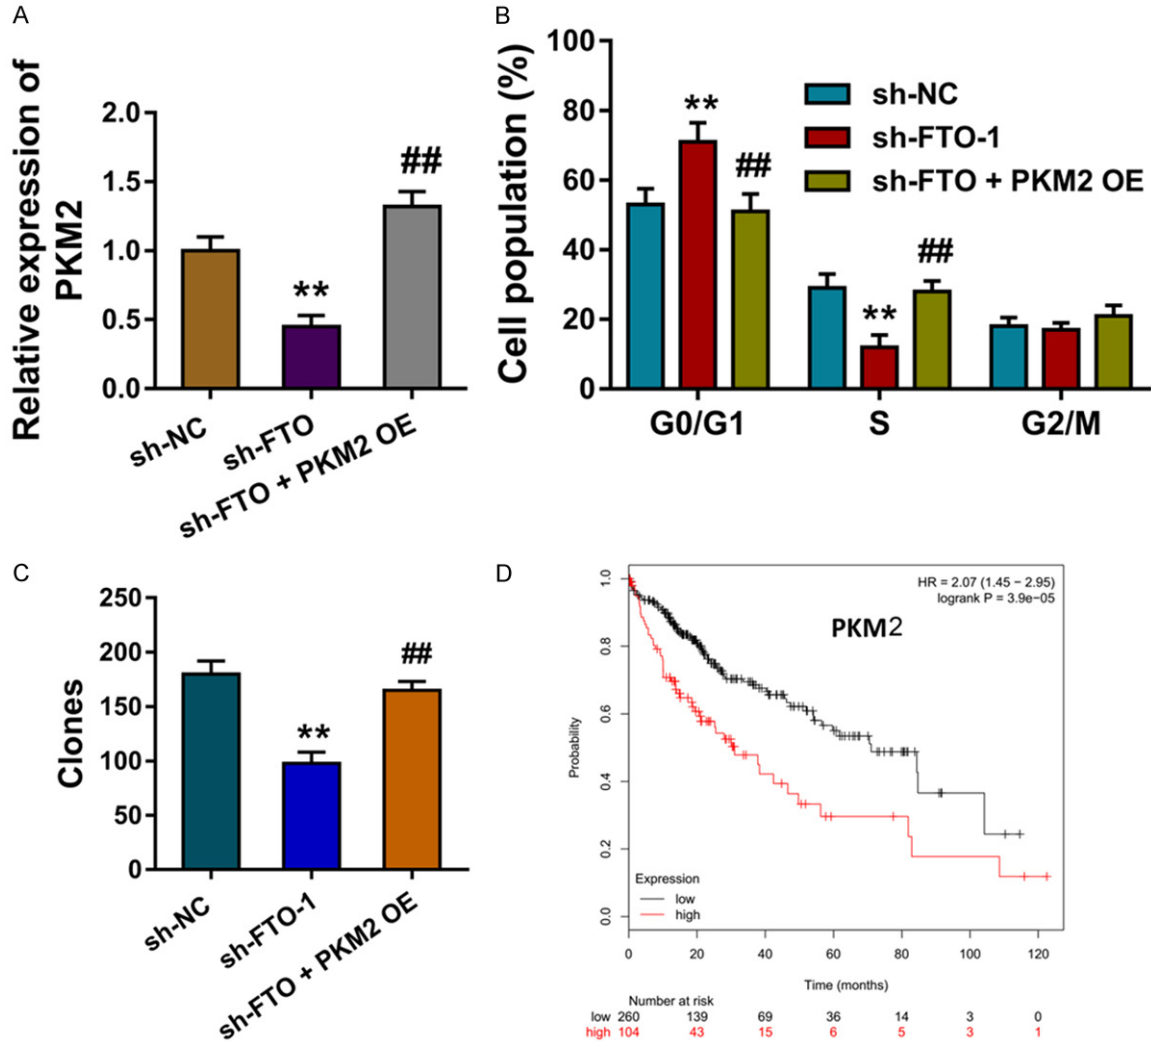 A
Relative expression of
PKM2
2.0
1.5
1.0
0.5
0.0
##
**
sh-NC
sh-FTO
sh-FTO + PKM2 OE
B
Cell population (%)
100
80
60
40
20
0
**
##
**
##
sh-NC
sh-FTO-1
sh-FTO + PKM2 OE
G0/G1
S
G2/M
C
Clones
250
200
150
100
50
0
**
##
sh-NC
sh-FTO-1
sh-FTO + PKM2 OE
D
HR = 2.07 (1.45 − 2.95)
logrank P = 3.9e−05
PKM2
Probability
1.0
0.8
0.6
0.4
0.2
0.0
Expression
low
high
0 20 40 60 80 100 120
Time (months)
Number at risk
low 260 139 69 36 14 3 0
high 104 43 15 6 5 3 1